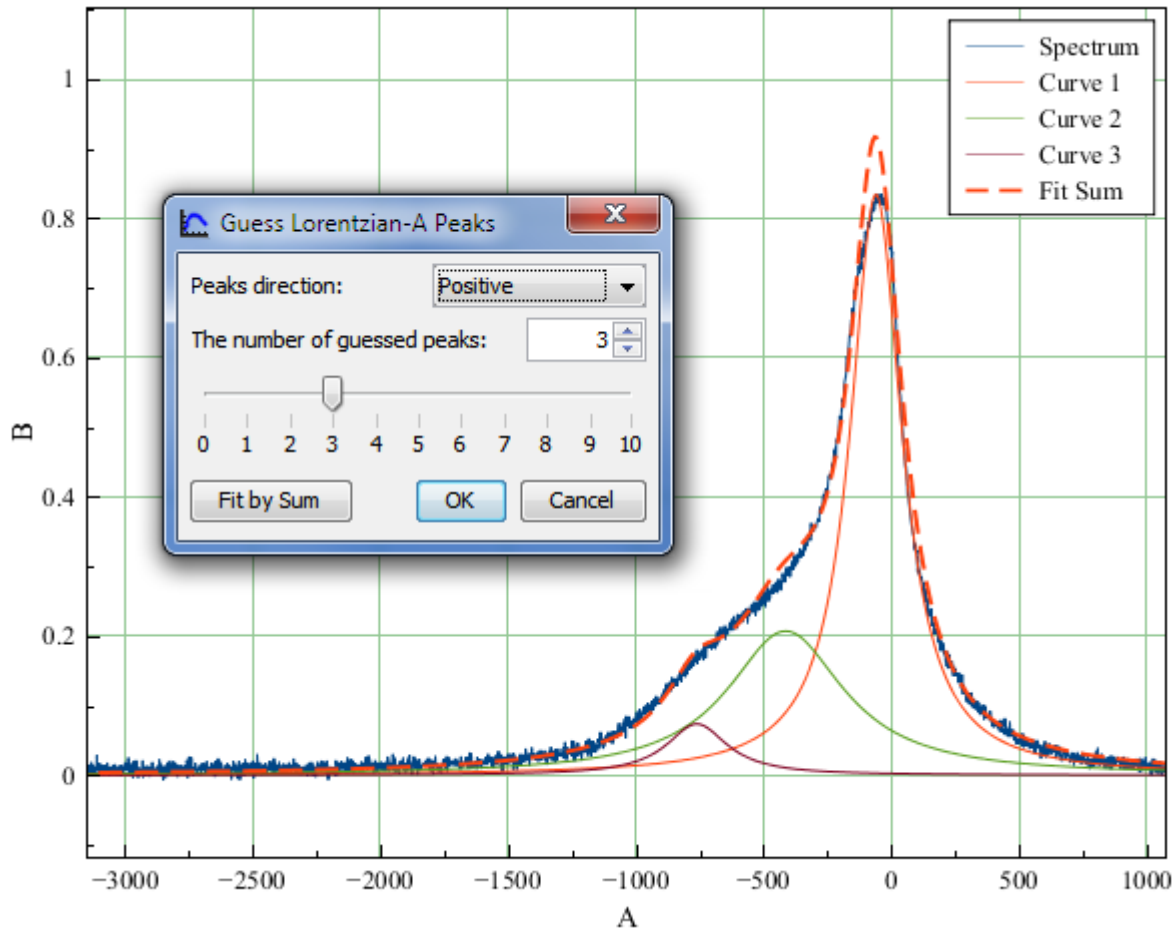 1
0.8
0.6
0.4
0.2
0
B
−3000 −2500 −2000 −1500 −1000 −500 0 500 1000
A
Spectrum
Curve 1
Curve 2
Curve 3
Fit Sum
Guess Lorentzian-A Peaks
Peaks direction: Positive
The number of guessed peaks: 3
0 1 2 3 4 5 6 7 8 9 10
Fit by Sum OK Cancel